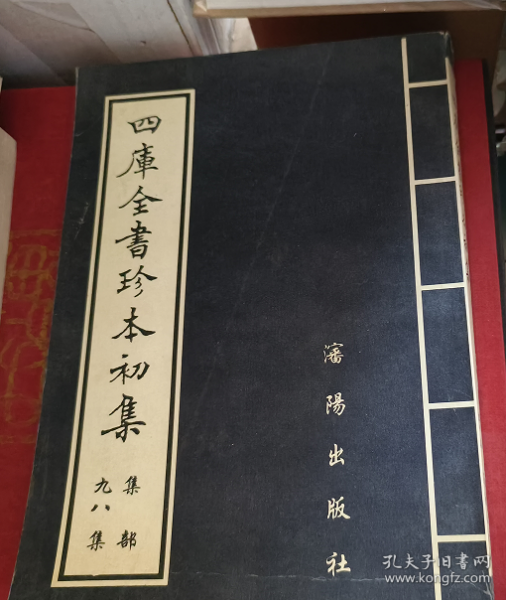 四庫全書珍本初集
集部
九八集
瀋陽出版社
孔夫子旧书网
www.kongfz.com